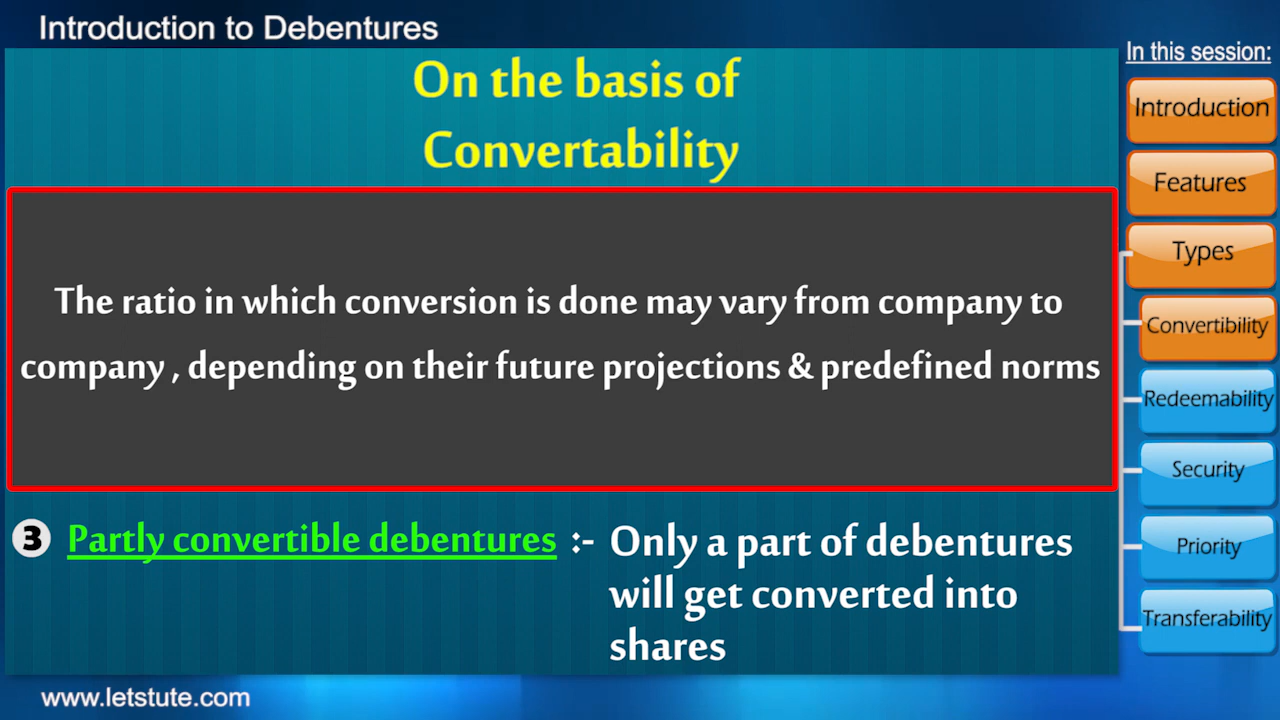 Introduction to Debentures
In this session:
On the basis of
Convertability
The ratio in which conversion is done may vary from company to
company , depending on their future projections & predefined norms
3 Partly convertible debentures :- Only a part of debentures
will get converted into
shares
Introduction
Features
Types
Convertibility
Redeemability
Security
Priority
Transferability
www.letstute.com